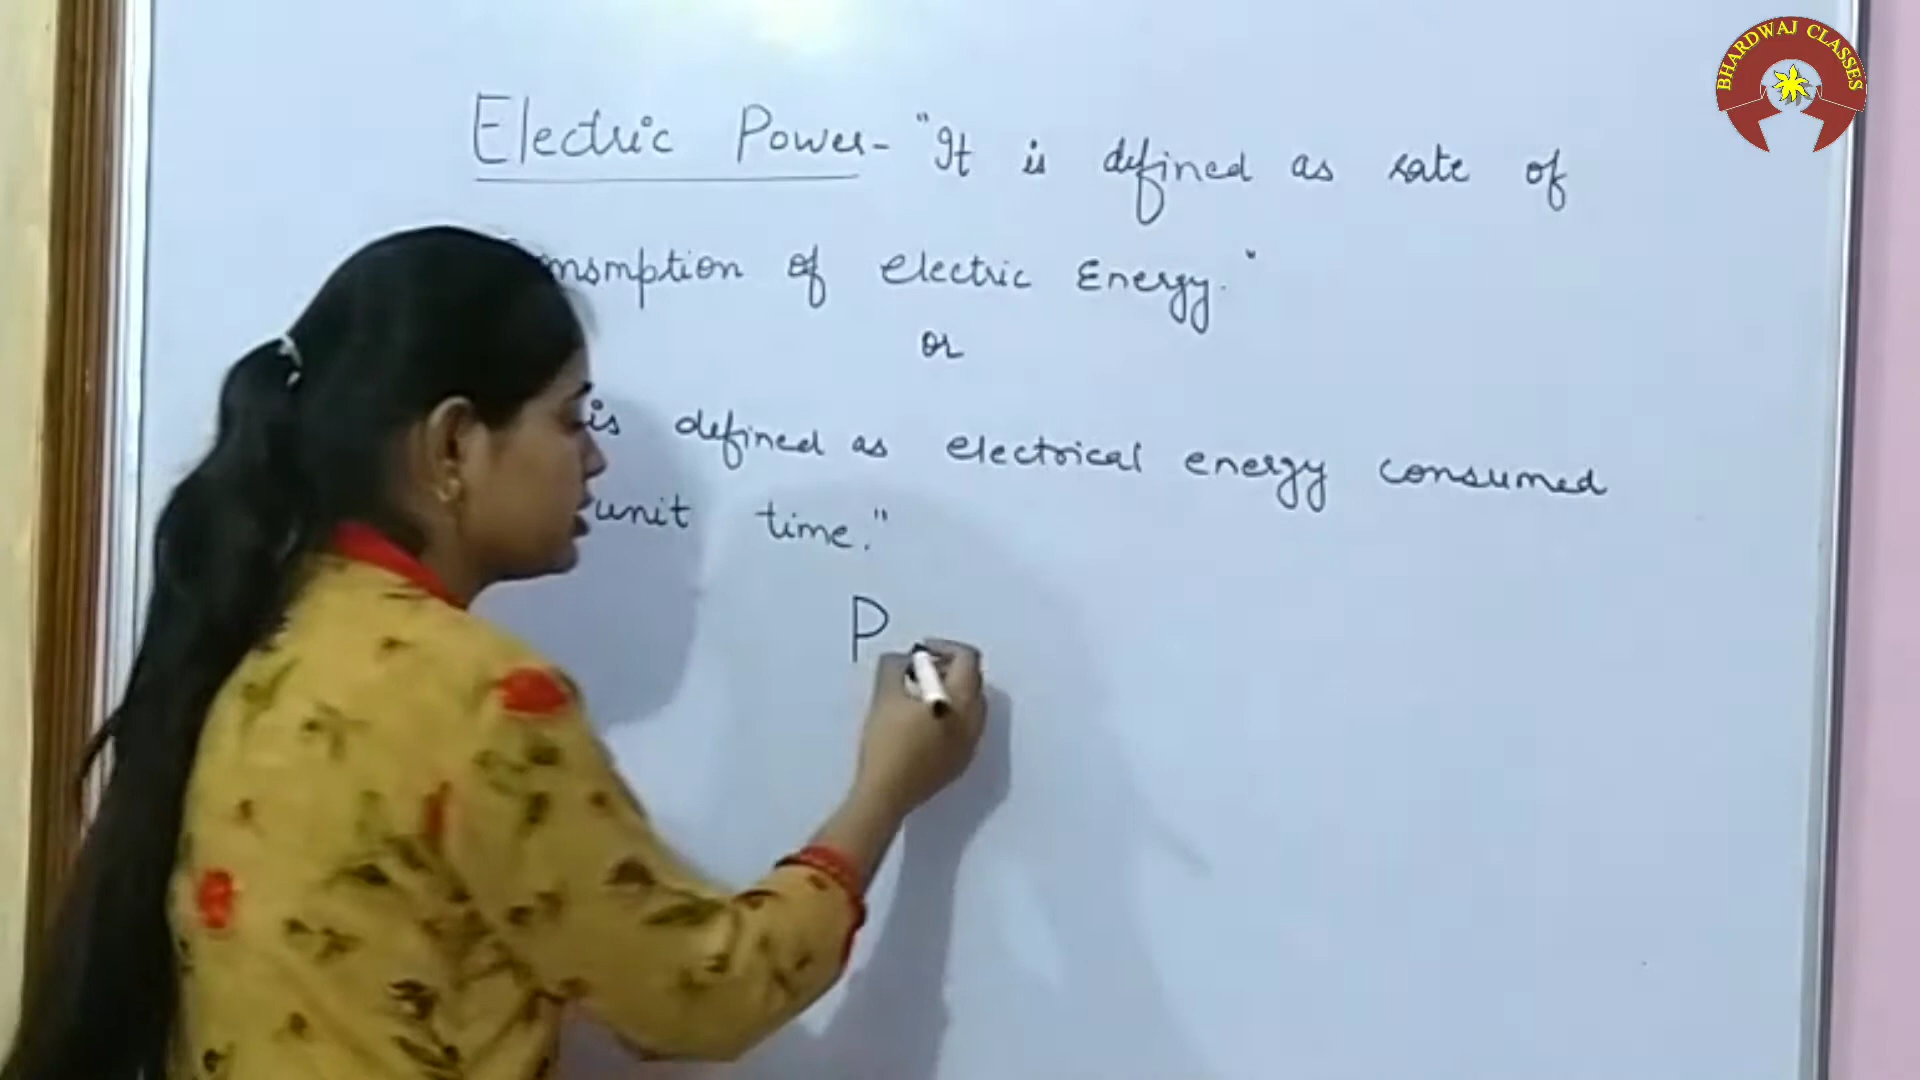 BHARDWAJ CLASSES
Electric Power - "It is defined as rate of
onsmption of electric Energy."
or
is defined as electrical energy consumed
unit time."
P